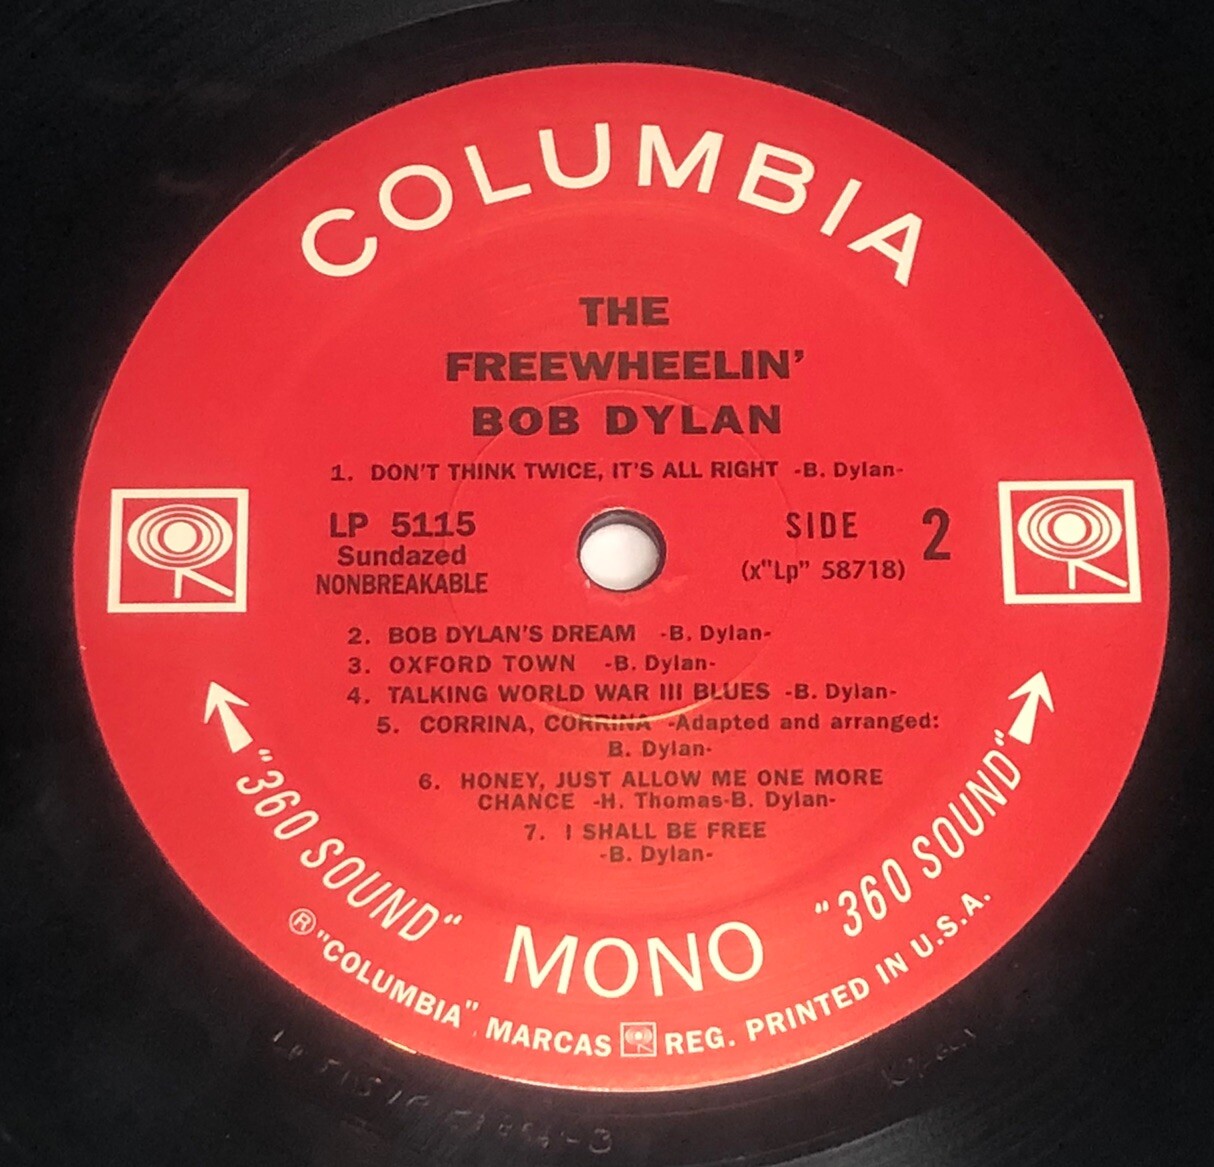 COLUMBIA
THE
FREEWHEELIN'
BOB DYLAN
1. DON'T THINK TWICE, IT'S ALL RIGHT -B. Dylan-
LP 5115
Sundazed
NONBREAKABLE
SIDE 2
(x"Lp" 58718)
2. BOB DYLAN'S DREAM -B. Dylan-
3. OXFORD TOWN -B. Dylan-
4. TALKING WORLD WAR III BLUES -B. Dylan-
5. CORRINA, CORRINA -Adapted and arranged:
B. Dylan-
6. HONEY, JUST ALLOW ME ONE MORE
CHANCE -H. Thomas-B. Dylan-
7. I SHALL BE FREE
-B. Dylan-
"360 SOUND"
MONO
"360 SOUND"
®"COLUMBIA" MARCAS REG. PRINTED IN U.S.A.